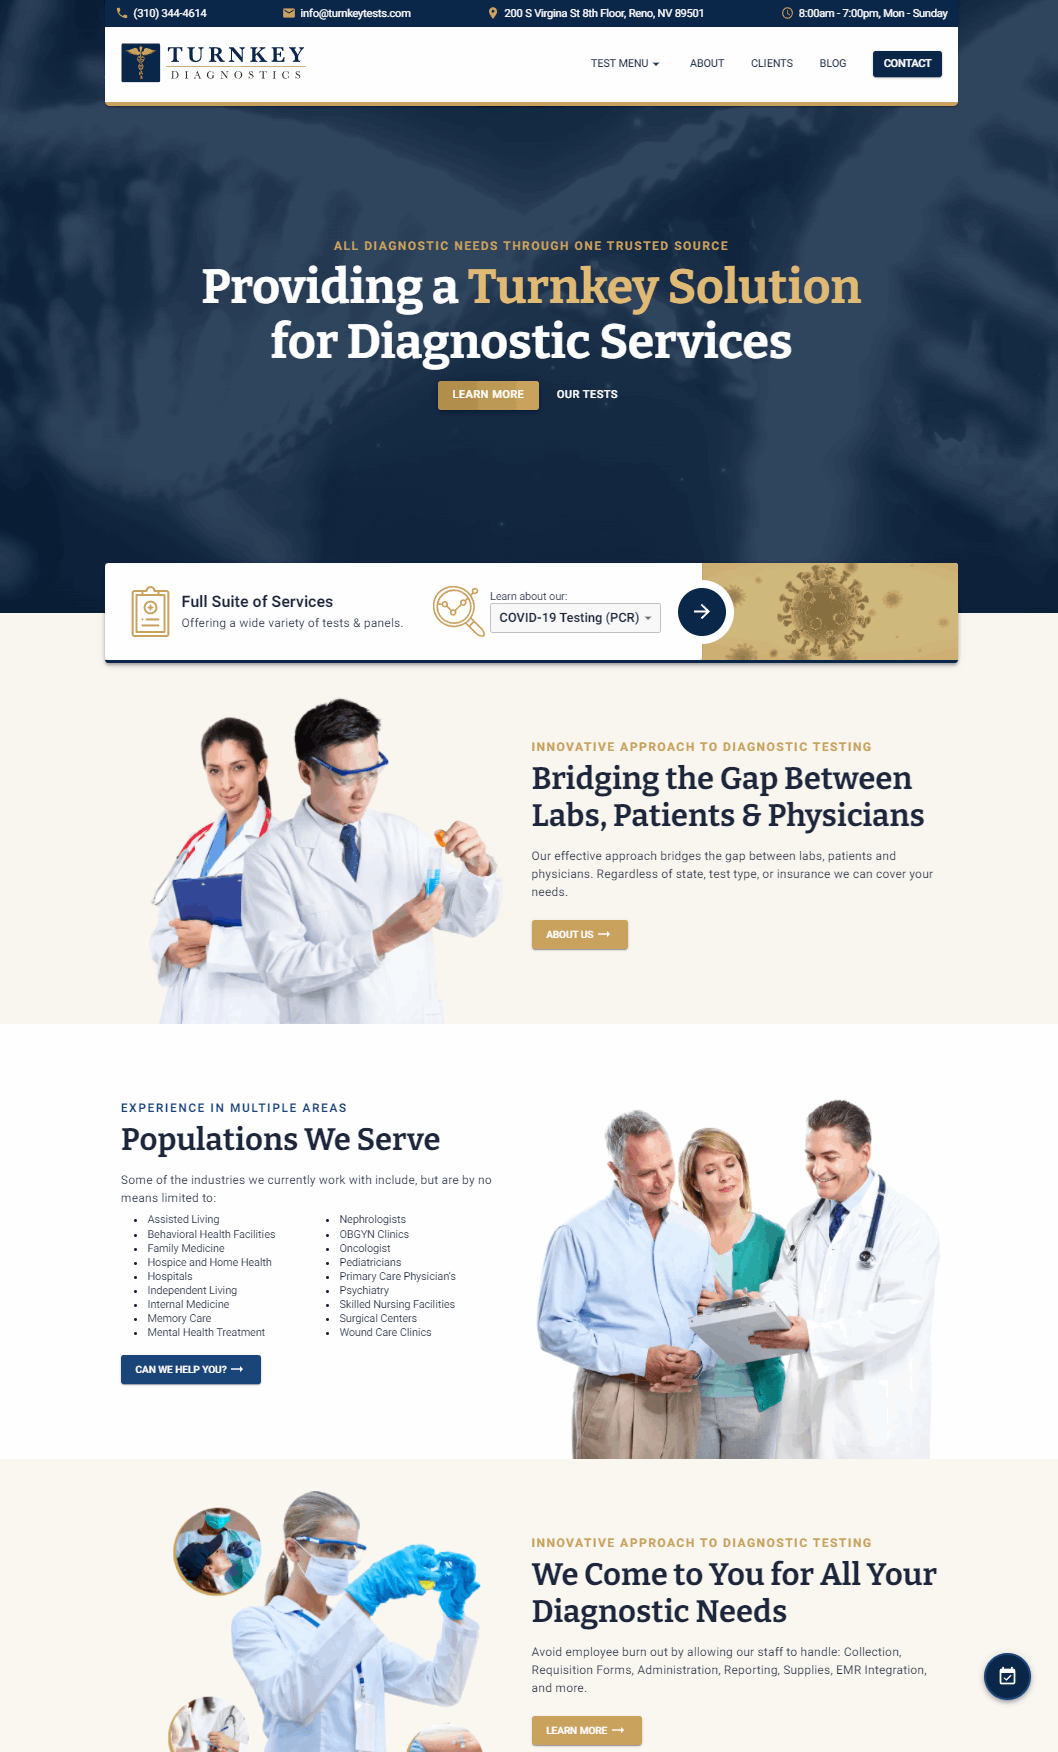 (310) 344-4614
info@turnkeytests.com
200 S Virgina St 8th Floor, Reno, NV 89501
8:00am - 7:00pm, Mon - Sunday
TURNKEY
DIAGNOSTICS
TEST MENU
ABOUT
CLIENTS
BLOG
CONTACT
ALL DIAGNOSTIC NEEDS THROUGH ONE TRUSTED SOURCE
Providing a Turnkey Solution
for Diagnostic Services
LEARN MORE
OUR TESTS
Full Suite of Services
Offering a wide variety of tests & panels.
Learn about our:
COVID-19 Testing (PCR)
INNOVATIVE APPROACH TO DIAGNOSTIC TESTING
Bridging the Gap Between
Labs, Patients & Physicians
Our effective approach bridges the gap between labs, patients and
physicians. Regardless of state, test type, or insurance we can cover your
needs.
ABOUT US
EXPERIENCE IN MULTIPLE AREAS
Populations We Serve
Some of the industries we currently work with include, but are by no
means limited to:
Assisted Living
Behavioral Health Facilities
Family Medicine
Hospice and Home Health
Hospitals
Independent Living
Internal Medicine
Memory Care
Mental Health Treatment
Nephrologists
OBGYN Clinics
Oncologist
Pediatricians
Primary Care Physician's
Psychiatry
Skilled Nursing Facilities
Surgical Centers
Wound Care Clinics
CAN WE HELP YOU?
INNOVATIVE APPROACH TO DIAGNOSTIC TESTING
We Come to You for All Your
Diagnostic Needs
Avoid employee burn out by allowing our staff to handle: Collection,
Requisition Forms, Administration, Reporting, Supplies, EMR Integration,
and more.
LEARN MORE